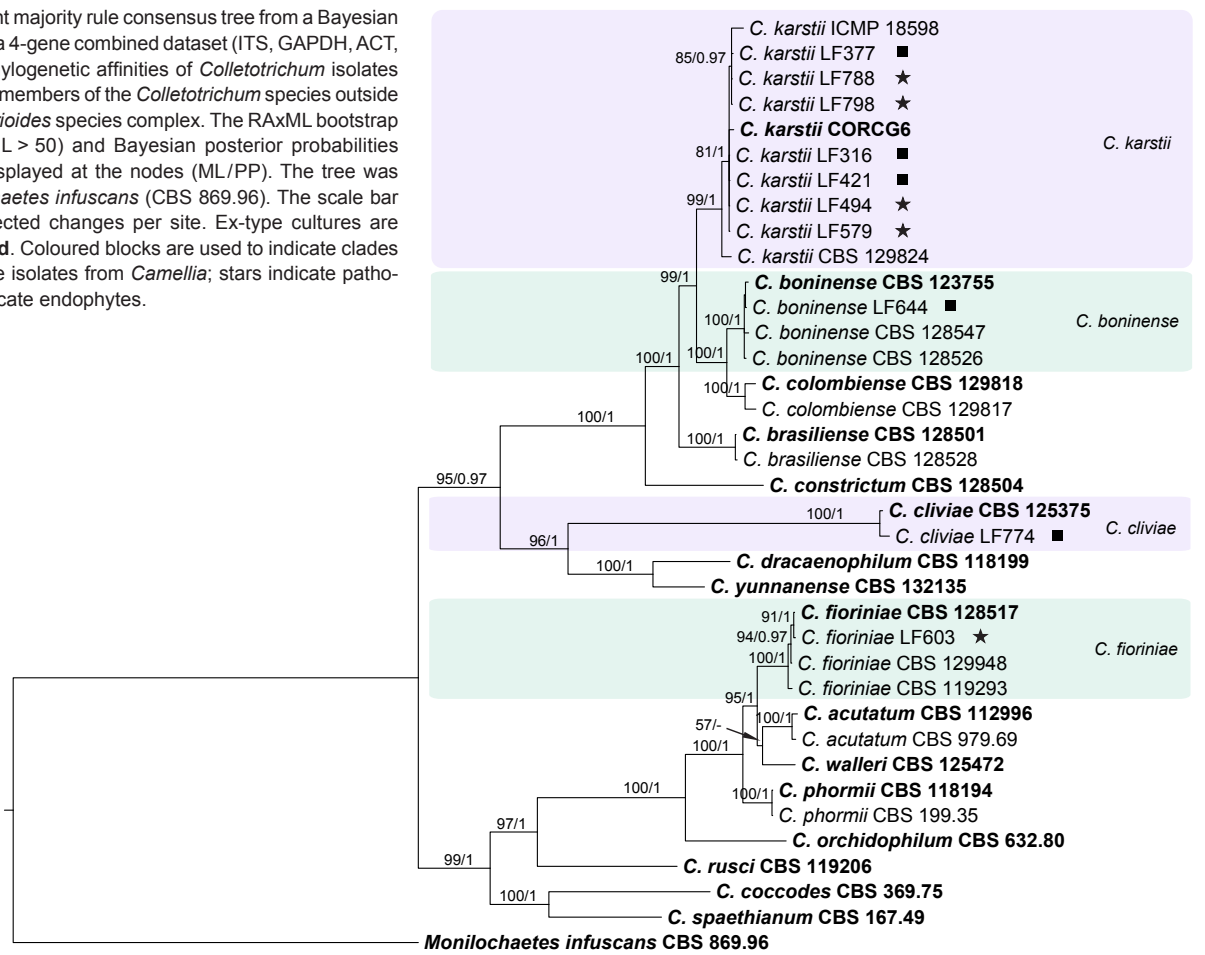 nt majority rule consensus tree from a Bayesian
a 4-gene combined dataset (ITS, GAPDH, ACT,
ylogenetic affinities of Colletotrichum isolates
members of the Colletotrichum species outside
rioides species complex. The RAxML bootstrap
L > 50) and Bayesian posterior probabilities
splayed at the nodes (ML/PP). The tree was
aetes infuscans (CBS 869.96). The scale bar
ected changes per site. Ex-type cultures are
d. Coloured blocks are used to indicate clades
e isolates from Camellia; stars indicate patho-
icate endophytes.
C. karstii ICMP 18598
85/0.97
C. karstii LF377 ■
C. karstii LF788 ★
C. karstii LF798 ★
C. karstii CORCG6
C. karstii
81/1
C. karstii LF316 ■
C. karstii LF421 ■
99/1
C. karstii LF494 ★
C. karstii LF579 ★
C. karstii CBS 129824
99/1
C. boninense CBS 123755
C. boninense LF644 ■
100/1
C. boninense
C. boninense CBS 128547
100/1
100/1
C. boninense CBS 128526
100/1
C. colombiense CBS 129818
C. colombiense CBS 129817
100/1
100/1
C. brasiliense CBS 128501
C. brasiliense CBS 128528
95/0.97
C. constrictum CBS 128504
100/1
C. cliviae CBS 125375
C. cliviae
96/1
C. cliviae LF774 ■
100/1
C. dracaenophilum CBS 118199
C. yunnanense CBS 132135
91/1
C. fioriniae CBS 128517
94/0.97
C. fioriniae LF603 ★
C. fioriniae
100/1
C. fioriniae CBS 129948
C. fioriniae CBS 119293
95/1
57/-
100/1
C. acutatum CBS 112996
C. acutatum CBS 979.69
100/1
C. walleri CBS 125472
100/1
100/1
C. phormii CBS 118194
C. phormii CBS 199.35
97/1
C. orchidophilum CBS 632.80
99/1
C. rusci CBS 119206
100/1
C. coccodes CBS 369.75
C. spaethianum CBS 167.49
Monilochaetes infuscans CBS 869.96